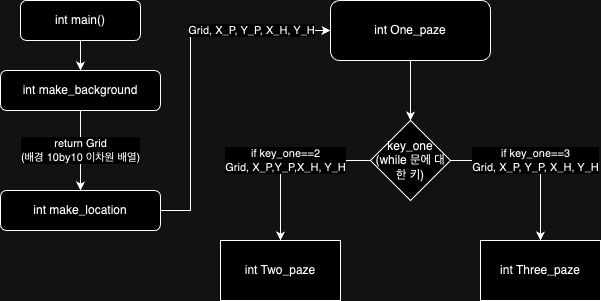 int main()
Grid, X_P, Y_P, X_H, Y_H
int One_paze
int make_background
return Grid
(배경 10by10 이차원 배열)
key_one
(while 문에 대
한 키)
if key_one==2
Grid, X_P,Y_P,X_H, Y_H
if key_one==3
Grid, X_P, Y_P, X_H, Y_H
int make_location
int Two_paze
int Three_paze